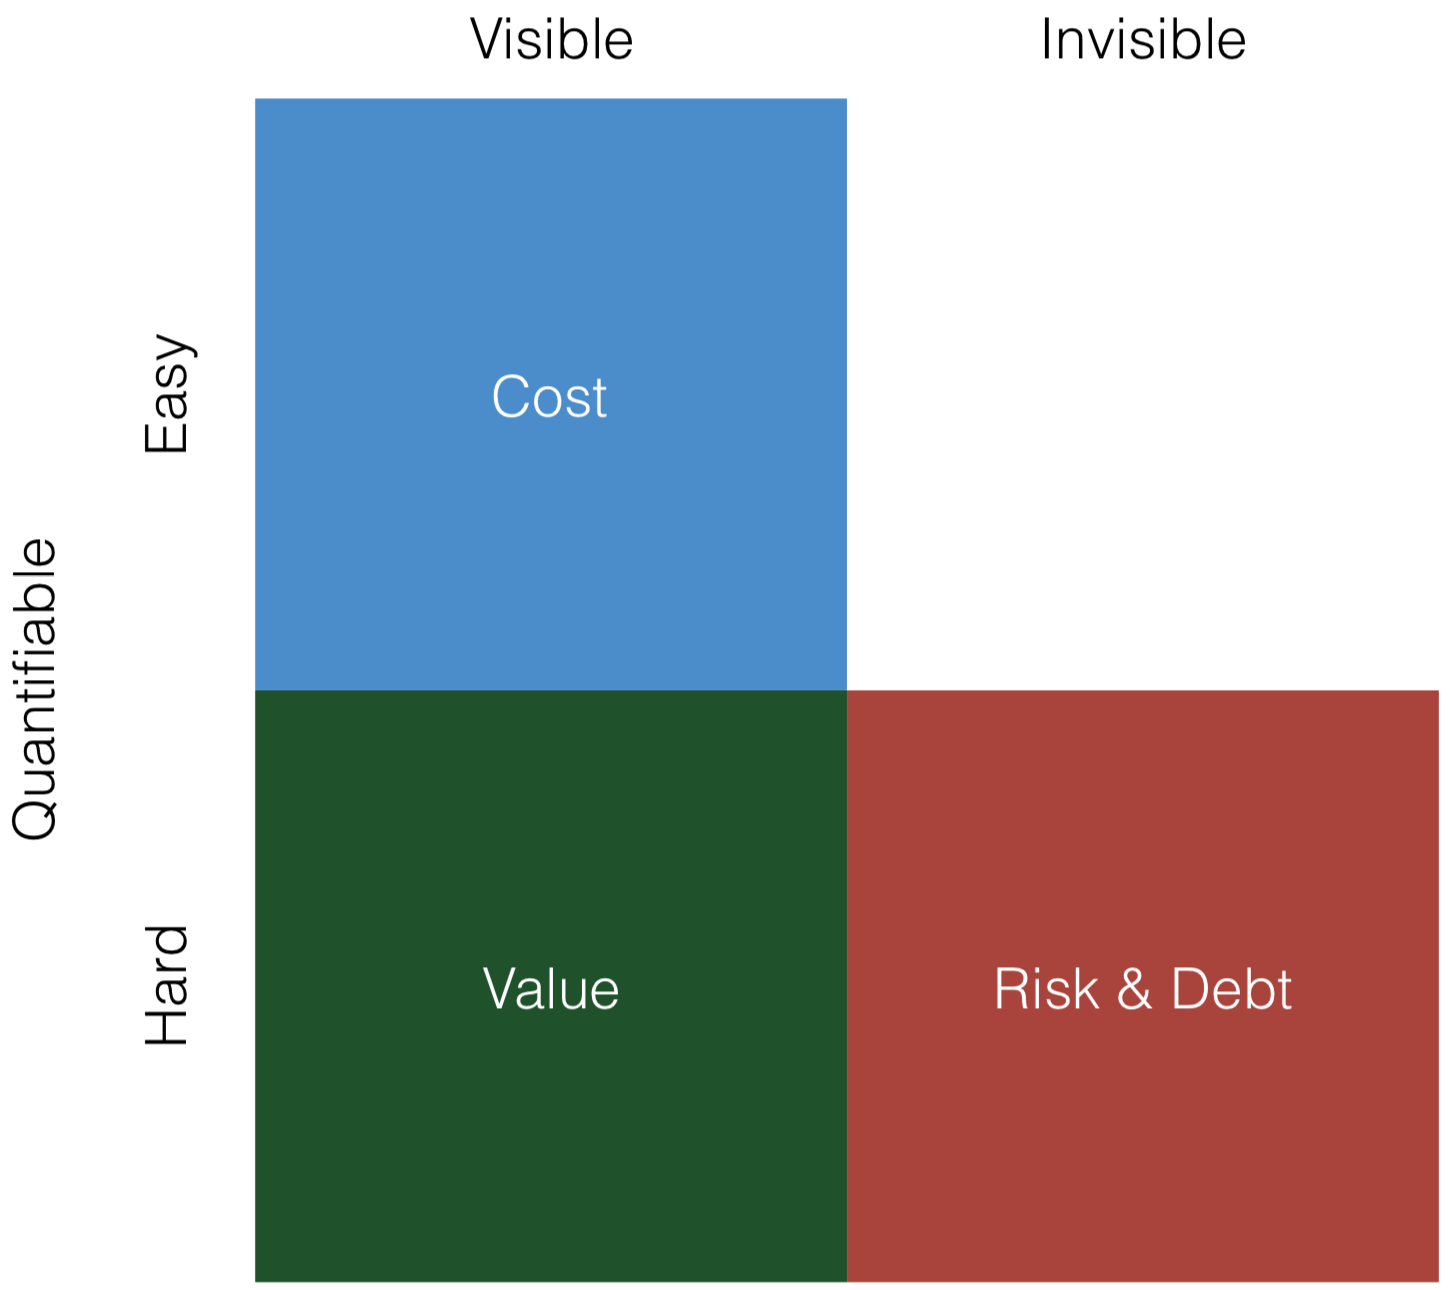 Visible
Invisible
Quantifiable
Easy
Cost
Hard
Value
Risk & Debt